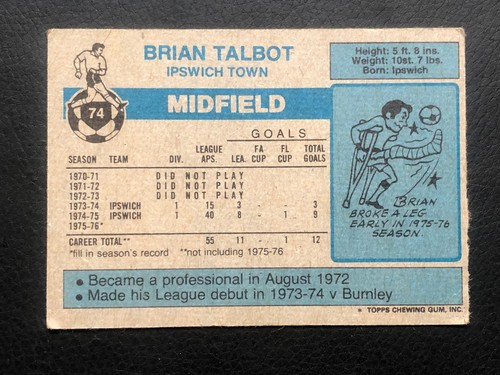 BRIAN TALBOT
IPSWICH TOWN
Height: 5 ft. 8 ins.
Weight: 10st. 7 lbs.
Born: Ipswich
74
MIDFIELD
GOALS
LEAGUE FA FL TOTAL
SEASON TEAM DIV. APS. LEA. CUP CUP GOALS
1970-71 DID NOT PLAY
1971-72 DID NOT PLAY
1972-73 DID NOT PLAY
1973-74 IPSWICH 1 15 3 - - 3
1974-75 IPSWICH 1 40 8 - 1 9
1975-76*
CAREER TOTAL** 55 11 - 1 12
*fill in season's record **not including 1975-76
BRIAN
BROKE A LEG
EARLY IN 1975-76
SEASON.
• Became a professional in August 1972
• Made his League debut in 1973-74 v Burnley
* TOPPS CHEWING GUM, INC.